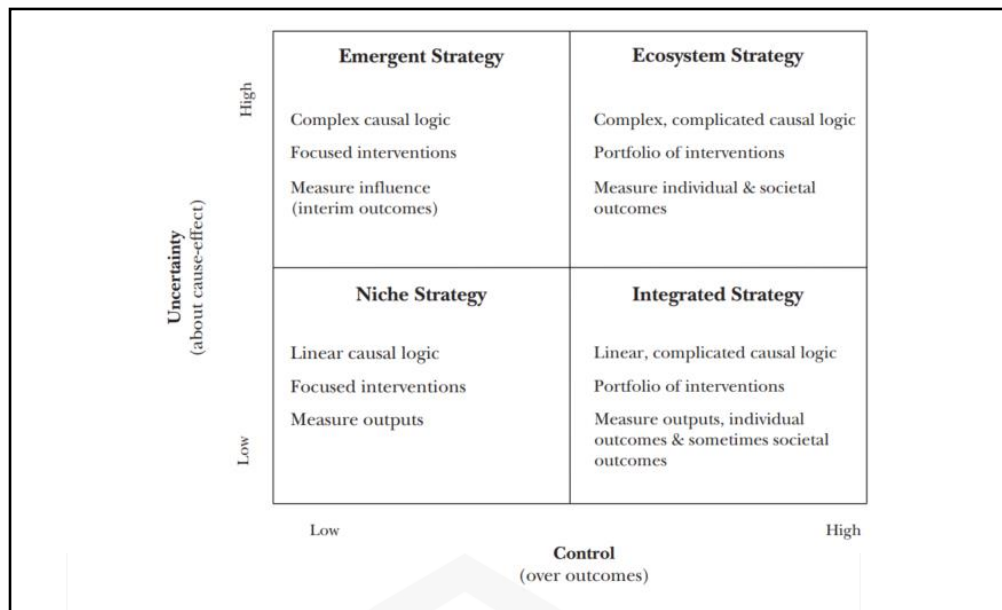 Emergent Strategy
Complex causal logic
Focused interventions
Measure influence
(interim outcomes)
Ecosystem Strategy
Complex, complicated causal logic
Portfolio of interventions
Measure individual & societal
outcomes
Niche Strategy
Linear causal logic
Focused interventions
Measure outputs
Integrated Strategy
Linear, complicated causal logic
Portfolio of interventions
Measure outputs, individual
outcomes & sometimes societal
outcomes
High
Uncertainty
(about cause-effect)
Low
Low
High
Control
(over outcomes)